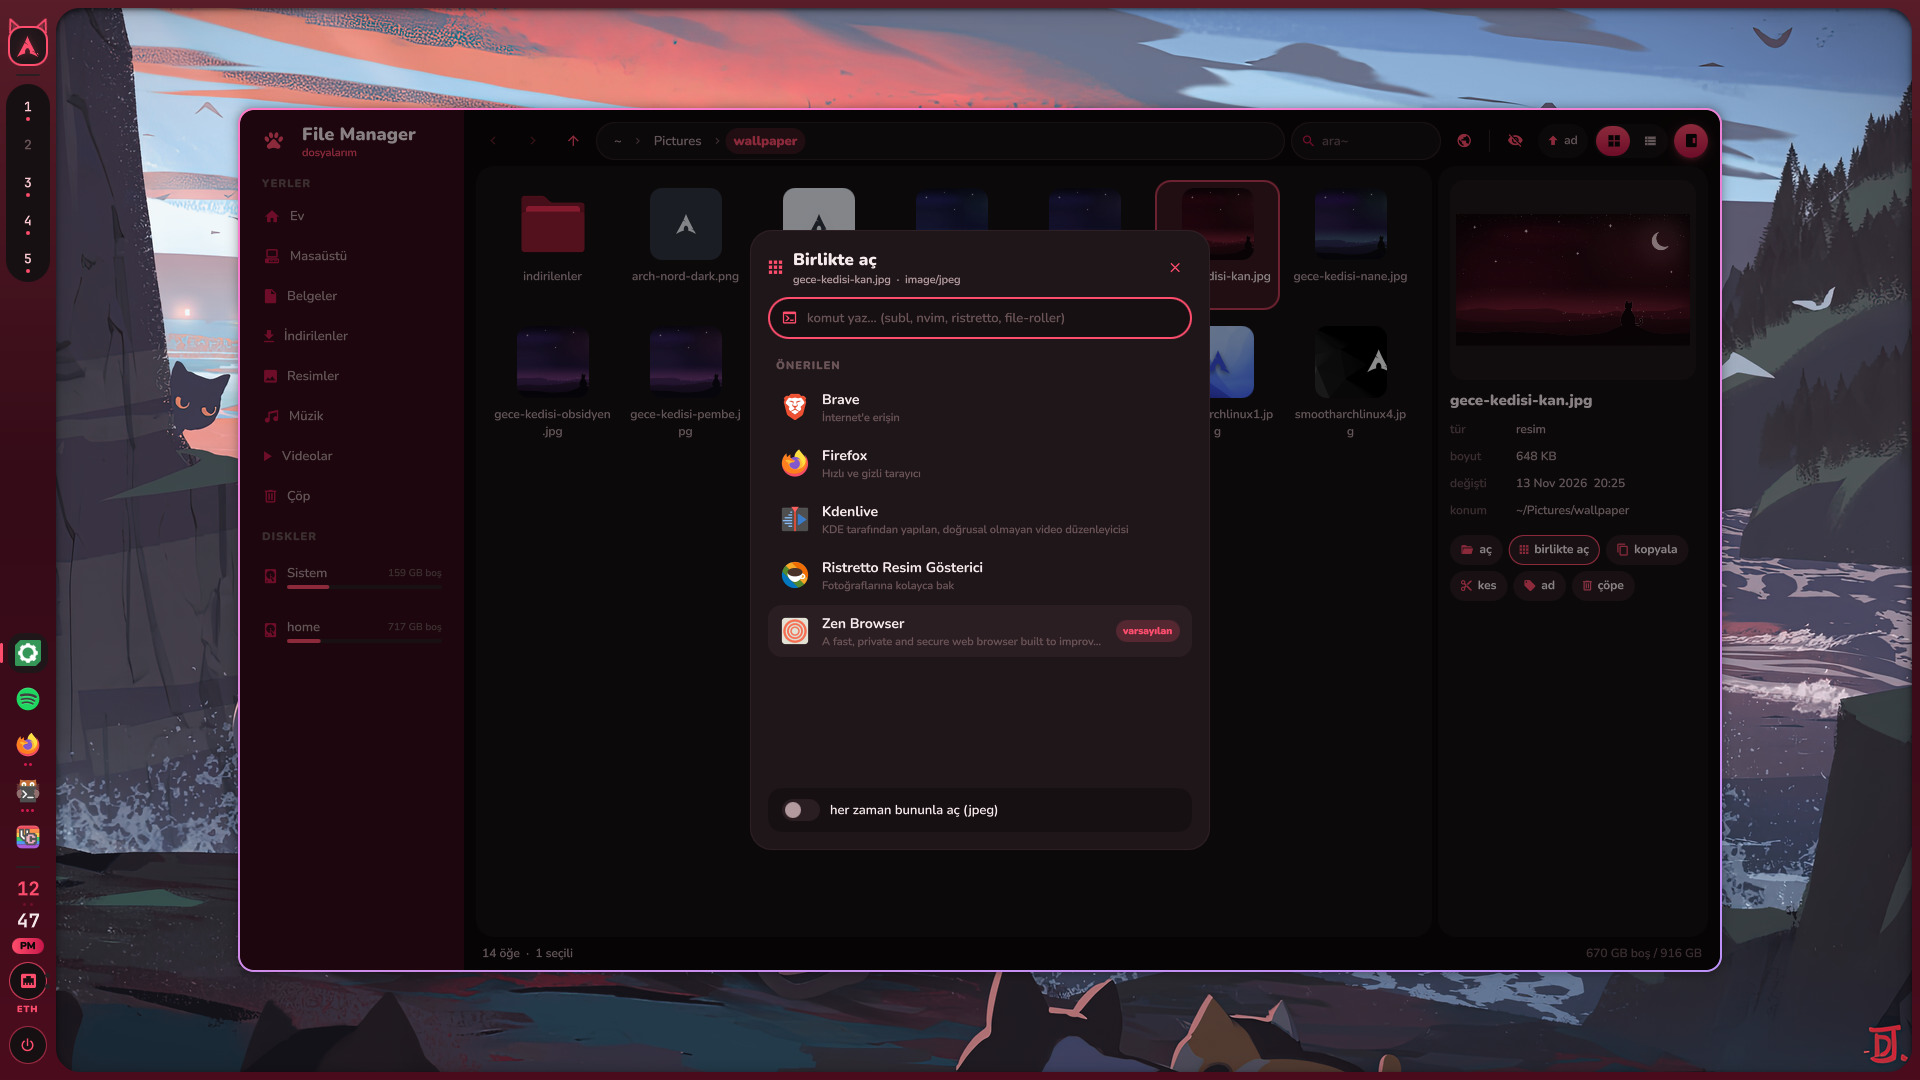 1
2
3
4
5
12
47
PM
ETH
File Manager
dosyalarım
YERLER
Ev
Masaüstü
Belgeler
İndirilenler
Resimler
Müzik
Videolar
Çöp
DISKLER
Sistem 159 GB boş
home 717 GB boş
~ › Pictures › wallpaper
ara~
ad
indirilenler
arch-nord-dark.png
disi-kan.jpg
gece-kedisi-nane.jpg
gece-kedisi-obsidyen
.jpg
gece-kedisi-pembe.j
pg
rchlinux1.jp
g
smootharchlinux4.jp
g
Birlikte aç
gece-kedisi-kan.jpg · image/jpeg
komut yaz... (subl, nvim, ristretto, file-roller)
ÖNERILEN
Brave
İnternet'e erişin
Firefox
Hızlı ve gizli tarayıcı
Kdenlive
KDE tarafından yapılan, doğrusal olmayan video düzenleyicisi
Ristretto Resim Gösterici
Fotoğraflarına kolayca bak
Zen Browser
A fast, private and secure web browser built to improv...
varsayılan
her zaman bununla aç (jpeg)
gece-kedisi-kan.jpg
tür resim
boyut 648 KB
değişti 13 Nov 2026 20:25
konum ~/Pictures/wallpaper
aç
birlikte aç
kopyala
kes
ad
çöpe
14 öğe · 1 seçili
670 GB boş / 916 GB